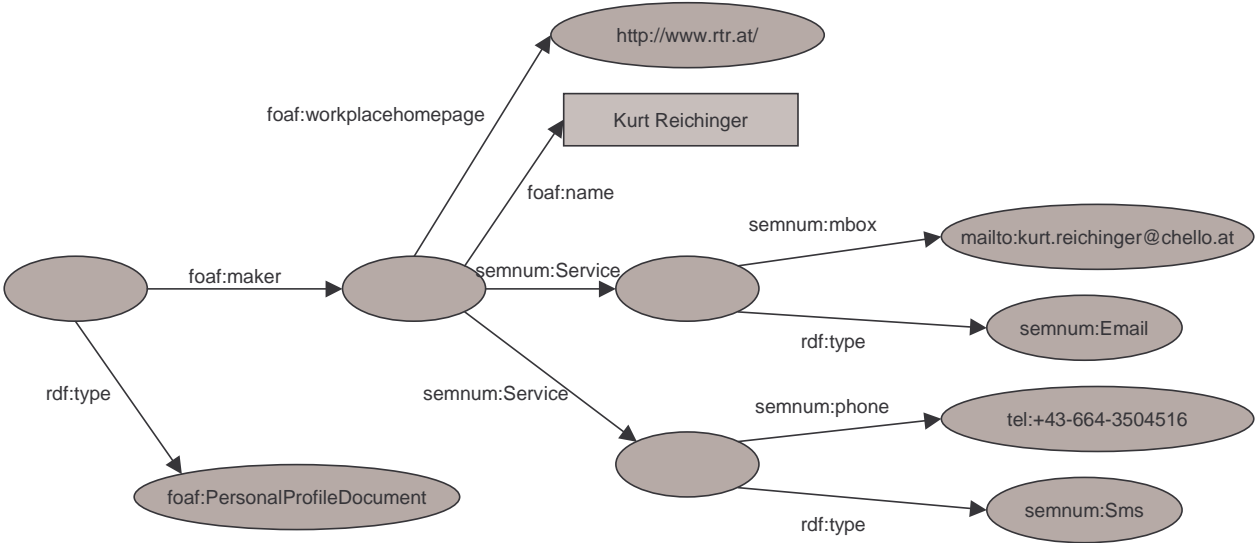 http://www.rtr.at/
foaf:workplacehomepage
Kurt Reichinger
foaf:name
semnum:mbox
mailto:kurt.reichinger@chello.at
foaf:maker
semnum:Service
semnum:Email
rdf:type
rdf:type
semnum:Service
semnum:phone
tel:+43-664-3504516
foaf:PersonalProfileDocument
semnum:Sms
rdf:type